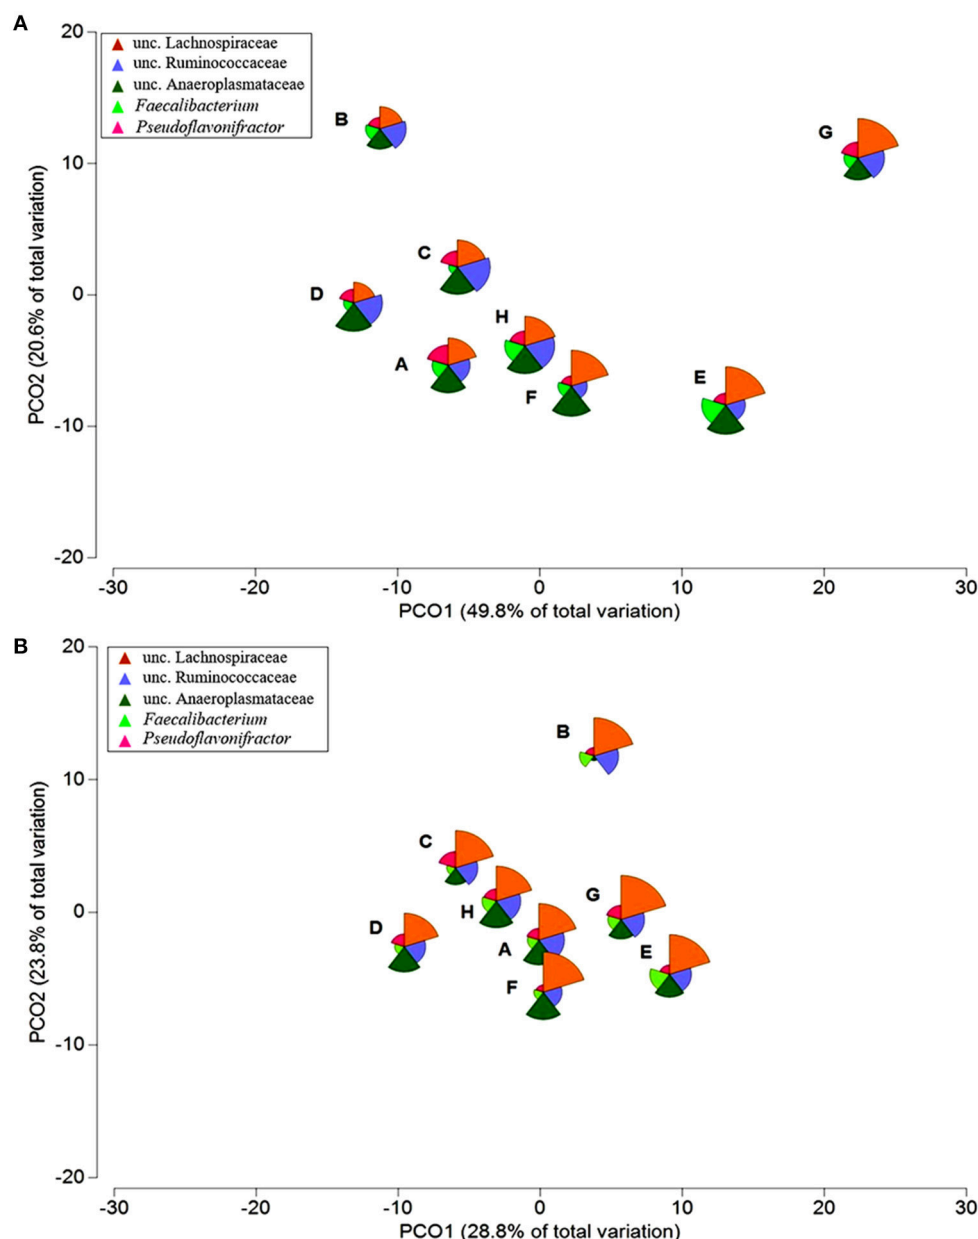 A
20
unc. Lachnospiraceae
unc. Ruminococcaceae
unc. Anaeroplasmataceae
Faecalibacterium
Pseudoflavonifractor
B
G
10
C
D
0
H
A
F
E
-10
-20
PCO2 (20.6% of total variation)
-30
-20
-10
0
10
20
30
PCO1 (49.8% of total variation)
B
20
unc. Lachnospiraceae
unc. Ruminococcaceae
unc. Anaeroplasmataceae
Faecalibacterium
Pseudoflavonifractor
B
10
C
G
H
0
D
A
E
F
-10
-20
PCO2 (23.8% of total variation)
-30
-20
-10
0
10
20
30
PCO1 (28.8% of total variation)